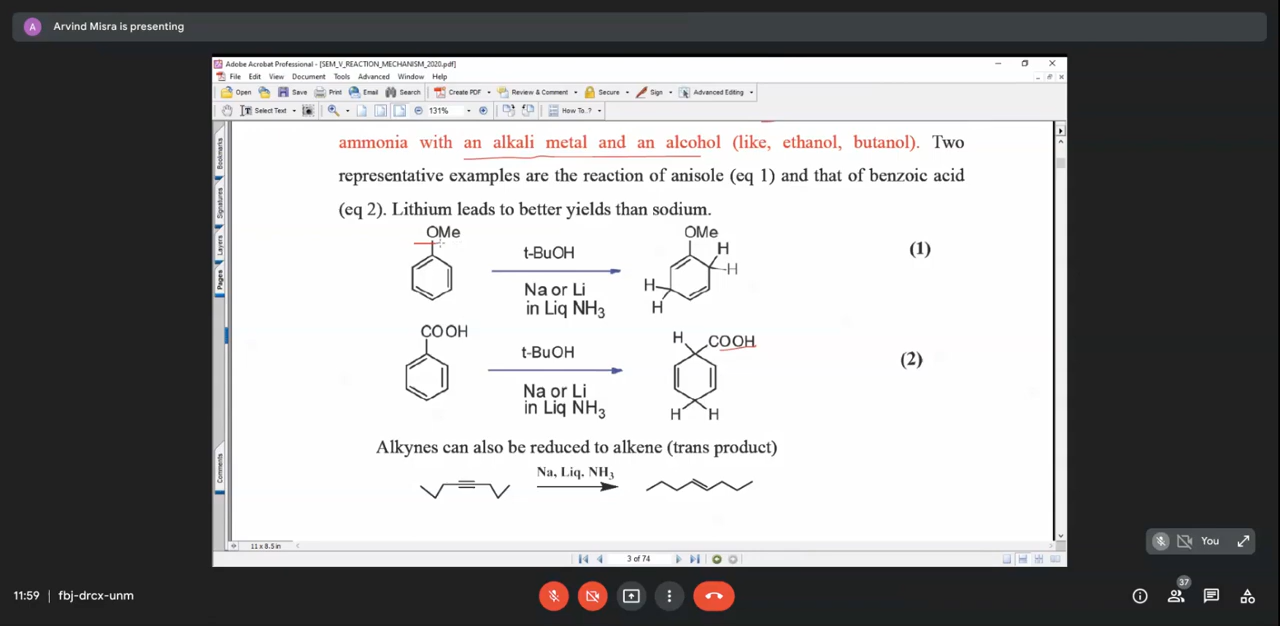 A Arvind Misra is presenting
Adobe Acrobat Professional - [SEM_V_REACTION_MECHANISM_2020.pdf]
File Edit View Document Tools Advanced Window Help
Open Save Print Email Search Create PDF Review & Comment Secure Sign Advanced Editing
Select Text 131% How To..?
Bookmarks
Signatures
Layers
Pages
Comments
ammonia with an alkali metal and an alcohol (like, ethanol, butanol). Two
representative examples are the reaction of anisole (eq 1) and that of benzoic acid
(eq 2). Lithium leads to better yields than sodium.
OMe
t-BuOH
Na or Li
in Liq NH3
OMe
H
H
H
H
(1)
COOH
t-BuOH
Na or Li
in Liq NH3
H COOH
H H
(2)
Alkynes can also be reduced to alkene (trans product)
Na, Liq. NH3
11 x 8.5 in
3 of 74
You
11:59 | fbj-drcx-unm
37